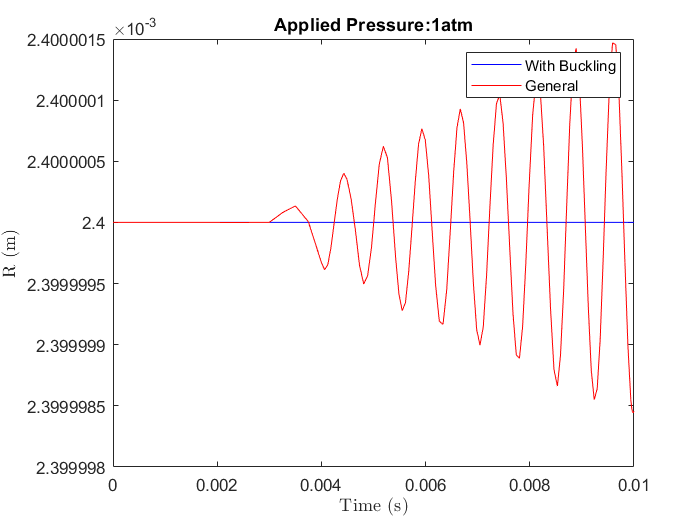 Applied Pressure:1atm
×10-3
2.4000015
2.400001
2.4000005
2.4
2.3999995
2.399999
2.3999985
2.399998
R (m)
With Buckling
General
0 0.002 0.004 0.006 0.008 0.01
Time (s)